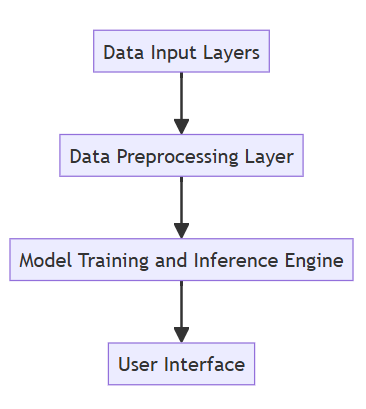 Data Input Layers
Data Preprocessing Layer
Model Training and Inference Engine
User Interface